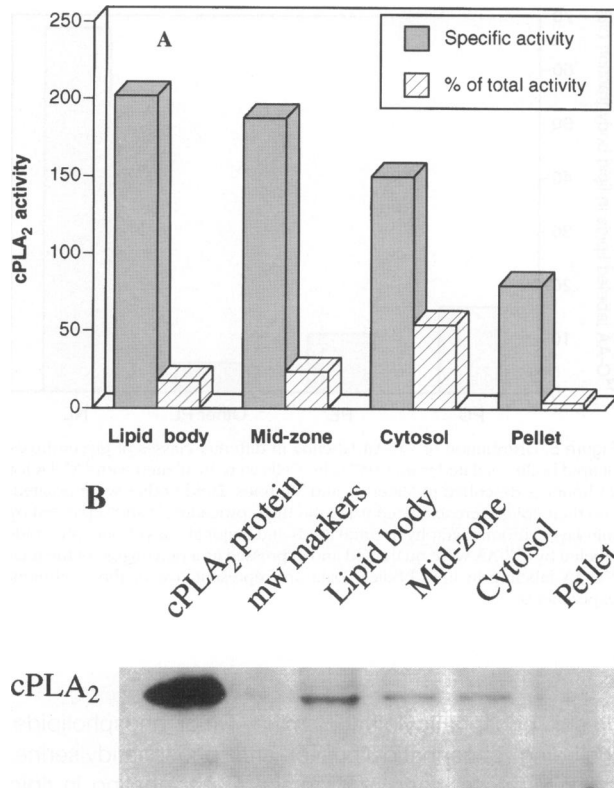 250
A
Specific activity
% of total activity
200
150
100
50
0
cPLA₂ activity
Lipid body Mid-zone Cytosol Pellet
B
cPLA₂ protein
mw markers
Lipid body
Mid-zone
Cytosol
Pellet
cPLA₂